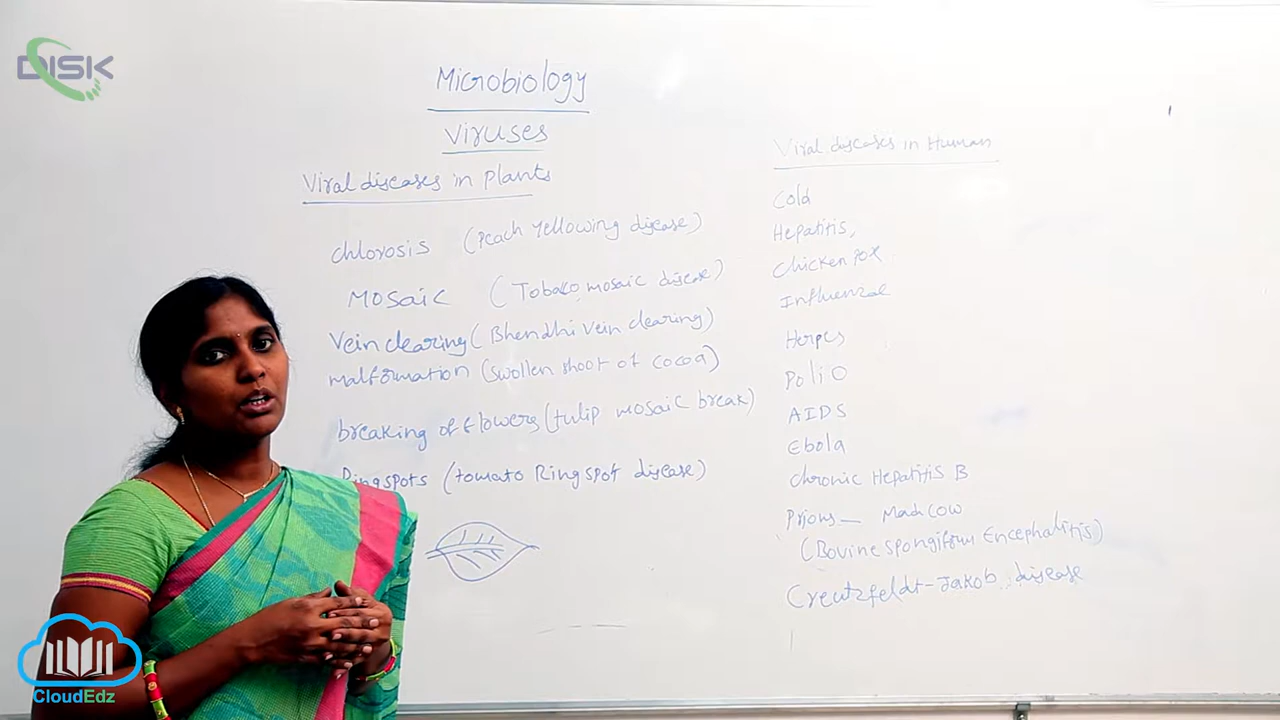 DISK
Microbiology
Viruses
Viral diseases in plants
chlorosis (Peach Yellowing disease)
Mosaic (Tobako mosaic disease)
Vein clearing (Bhendhi vein clearing)
malformation (swollen shoot of cocoa)
breaking of flowers (tulip mosaic break)
Ringspots (tomato Ringspot disease)
Viral diseases in Human
Cold
Hepatitis,
Chicken Pox
Influenzae
Herpes
Polio
AIDS
Ebola
chronic Hepatitis B
Prions — Mad Cow
(Bovine Spongiform Encephalitis)
Creutzfeldt-Jakob disease
CloudEdz